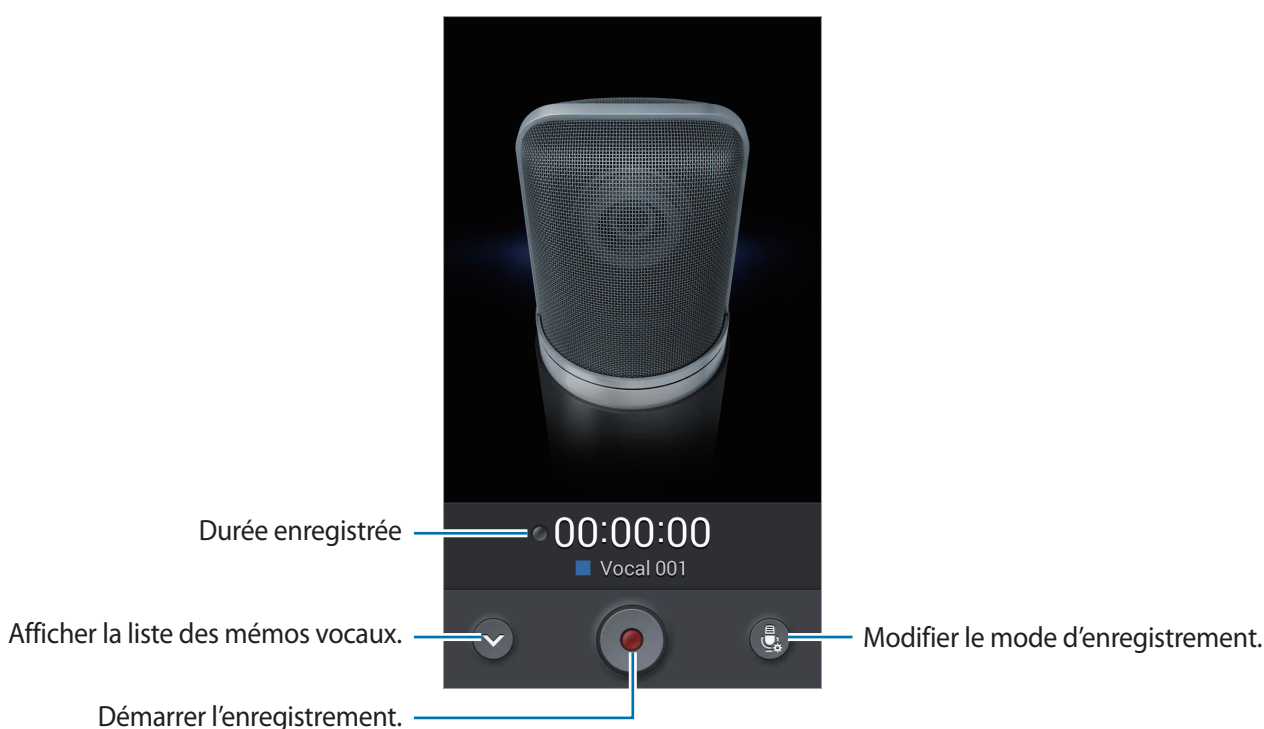 Durée enregistrée
00:00:00
Vocal 001
Afficher la liste des mémos vocaux.
Modifier le mode d’enregistrement.
Démarrer l’enregistrement.